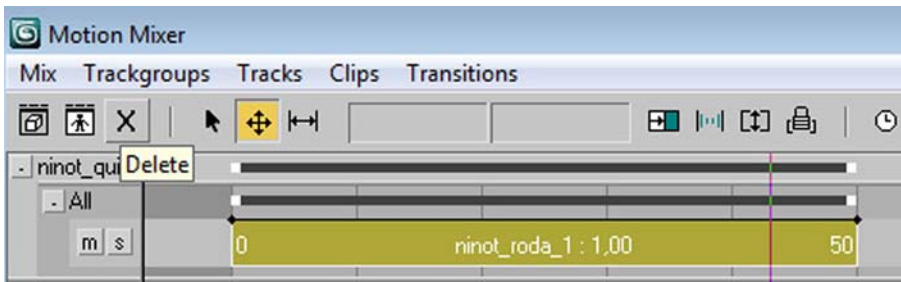 Motion Mixer
Mix Trackgroups Tracks Clips Transitions
X
Delete
- ninot_qui
- All
m s 0 ninot_roda_1 : 1,00 50